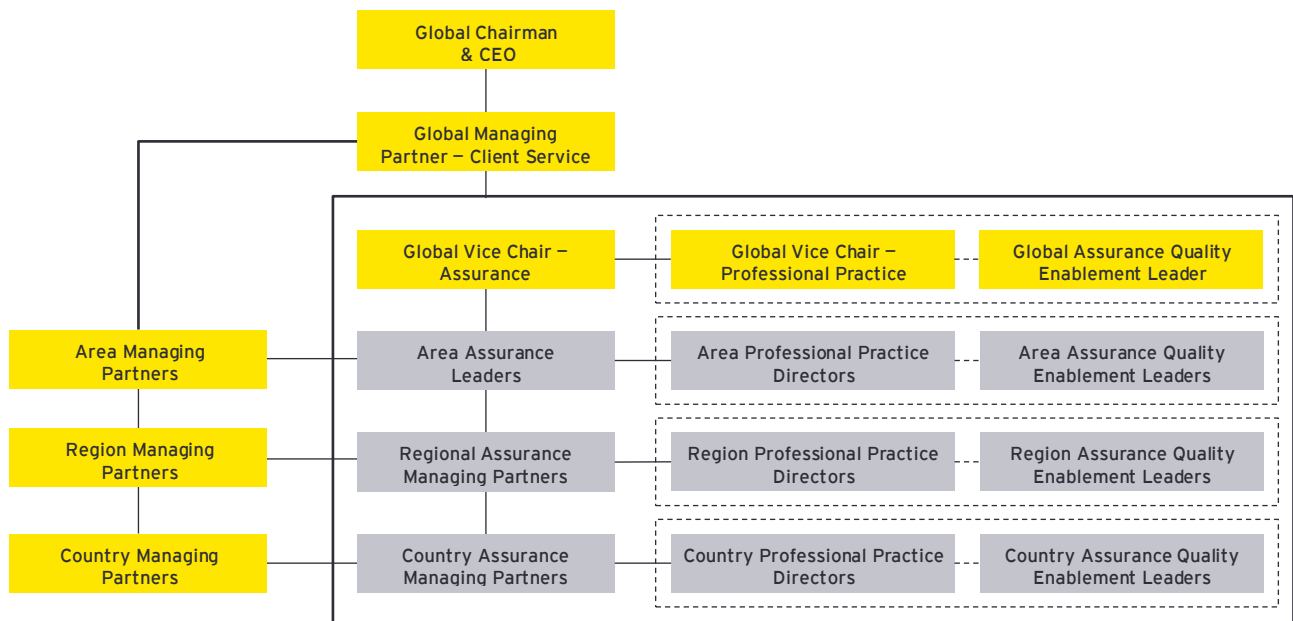 Global Chairman
& CEO
Global Managing
Partner – Client Service
Global Vice Chair –
Assurance
Global Vice Chair –
Professional Practice
Global Assurance Quality
Enablement Leader
Area Managing
Partners
Area Assurance
Leaders
Area Professional Practice
Directors
Area Assurance Quality
Enablement Leaders
Region Managing
Partners
Regional Assurance
Managing Partners
Region Professional Practice
Directors
Region Assurance Quality
Enablement Leaders
Country Managing
Partners
Country Assurance
Managing Partners
Country Professional Practice
Directors
Country Assurance Quality
Enablement Leaders